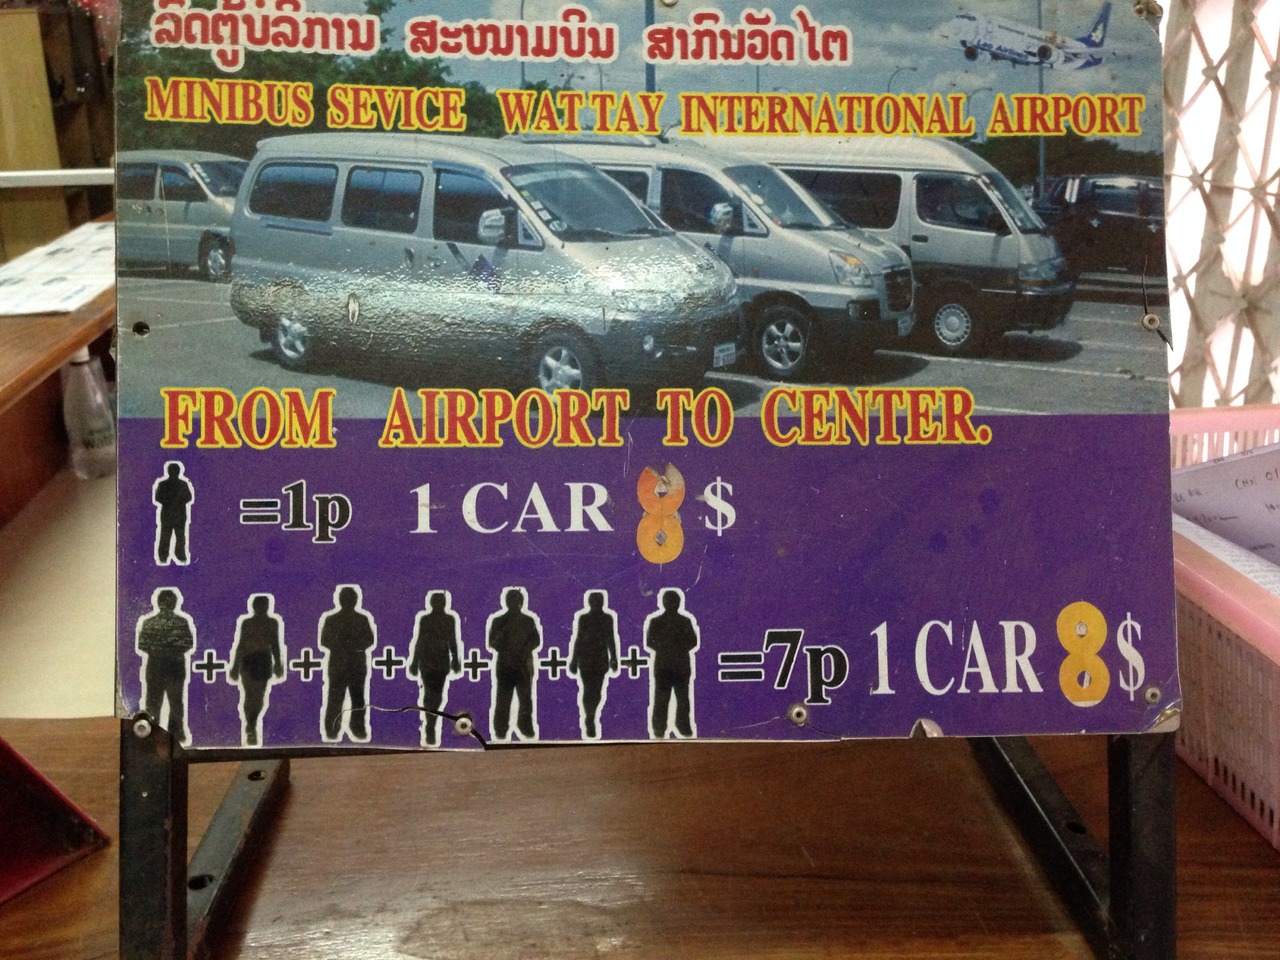 ລົດຕູ້ບໍລິການ ສະໜາມບິນ ສາກົນວັດໄຕ
MINIBUS SEVICE WAT TAY INTERNATIONAL AIRPORT
FROM AIRPORT TO CENTER.
=1p 1 CAR 8 $
+ + + + + + =7p 1 CAR 8 $